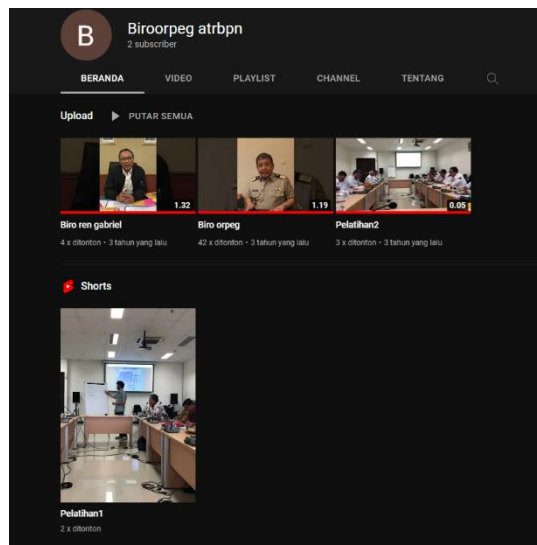 B
Biroorpeg atrbpn
2 subscriber
BERANDA VIDEO PLAYLIST CHANNEL TENTANG
Upload PUTAR SEMUA
1.32 1.19 0.05
Biro ren gabriel Biro orpeg Pelatihan2
4 x ditonton • 3 tahun yang lalu 42 x ditonton • 3 tahun yang lalu 3 x ditonton • 3 tahun yang lalu
Shorts
Pelatihan1
2 x ditonton